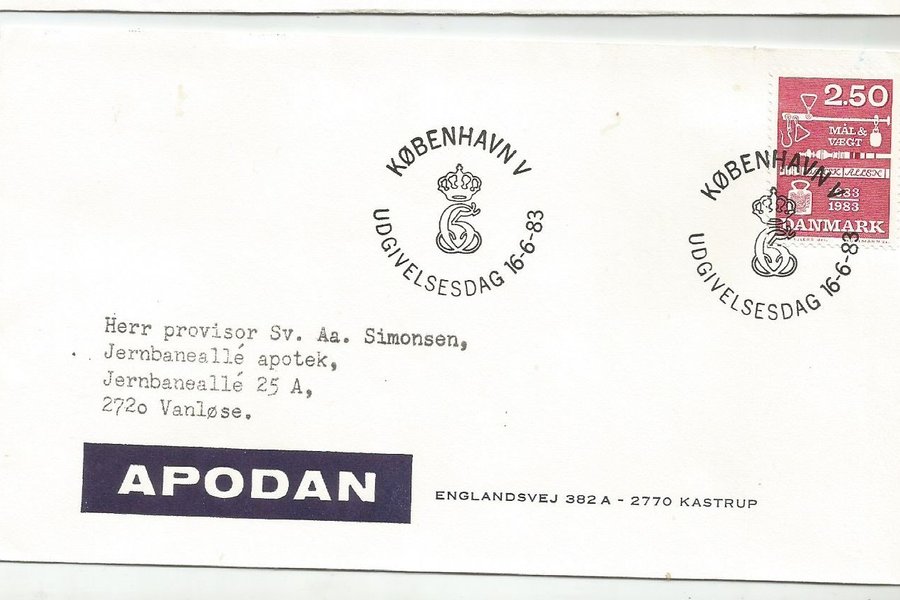 KØBENHAVN V
UDGIVELSESDAG 16-6-83
2.50
MÅL &
VÆGT
1983
DANMARK
KØBENHAVN V
UDGIVELSESDAG 16-6-83
Herr provisor Sv. Aa. Simonsen,
Jernbaneallé apotek,
Jernbaneallé 25 A,
272o Vanløse.
APODAN
ENGLANDSVEJ 382 A - 2770 KASTRUP